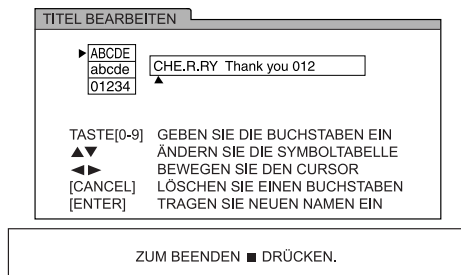 TITEL BEARBEITEN
ABCDE
abcde
01234
CHE.R.RY Thank you 012
TASTE[0-9] GEBEN SIE DIE BUCHSTABEN EIN
▲▼ ÄNDERN SIE DIE SYMBOLTABELLE
◀▶ BEWEGEN SIE DEN CURSOR
[CANCEL] LÖSCHEN SIE EINEN BUCHSTABEN
[ENTER] TRAGEN SIE NEUEN NAMEN EIN
ZUM BEENDEN ■ DRÜCKEN.